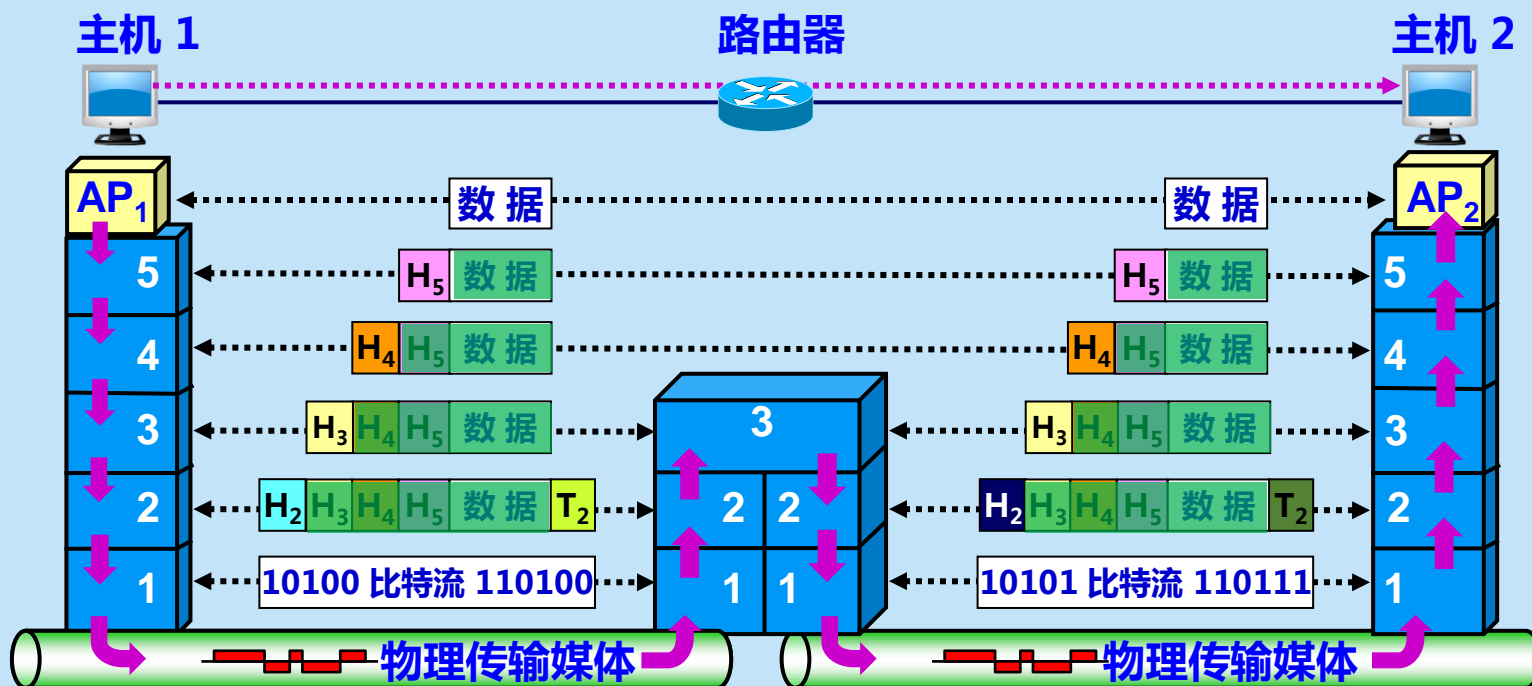 主机 1 路由器 主机 2
AP₁ 数 据 数 据 AP₂
5 H₅ 数 据 H₅ 数 据 5
4 H₄ H₅ 数 据 H₄ H₅ 数 据 4
3 H₃ H₄ H₅ 数 据 3 H₃ H₄ H₅ 数 据 3
2 H₂ H₃ H₄ H₅ 数 据 T₂ 2 2 H₂ H₃ H₄ H₅ 数 据 T₂ 2
1 10100 比特流 110100 1 1 10101 比特流 110111 1
物理传输媒体 物理传输媒体